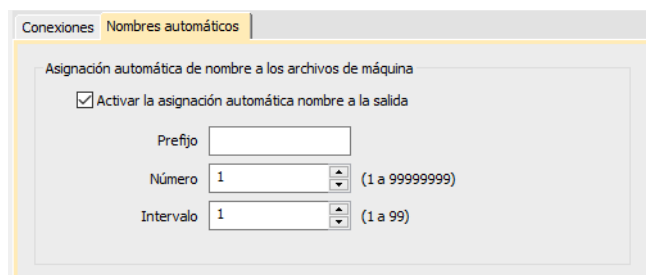 Conexiones Nombres automáticos
Asignación automática de nombre a los archivos de máquina
Activar la asignación automática nombre a la salida
Prefijo
Número 1 (1 a 99999999)
Intervalo 1 (1 a 99)